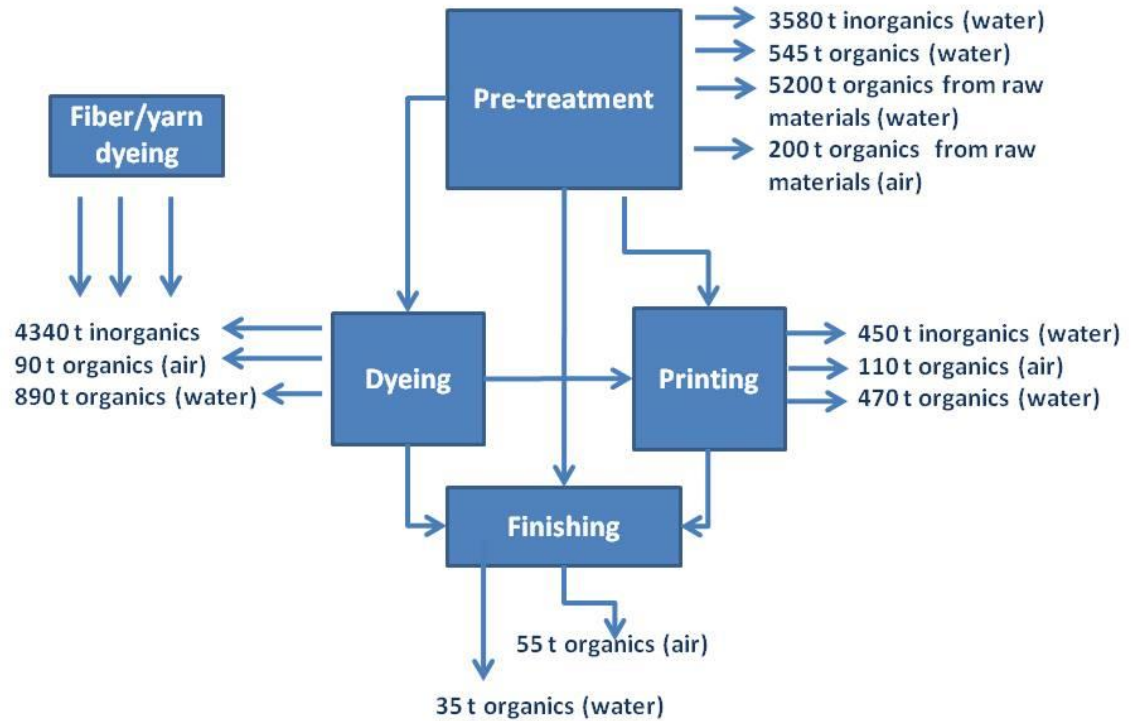 Pre-treatment
3580 t inorganics (water)
545 t organics (water)
5200 t organics from raw
materials (water)
200 t organics from raw
materials (air)
Fiber/yarn
dyeing
4340 t inorganics
90 t organics (air)
890 t organics (water)
Dyeing
Printing
450 t inorganics (water)
110 t organics (air)
470 t organics (water)
Finishing
55 t organics (air)
35 t organics (water)